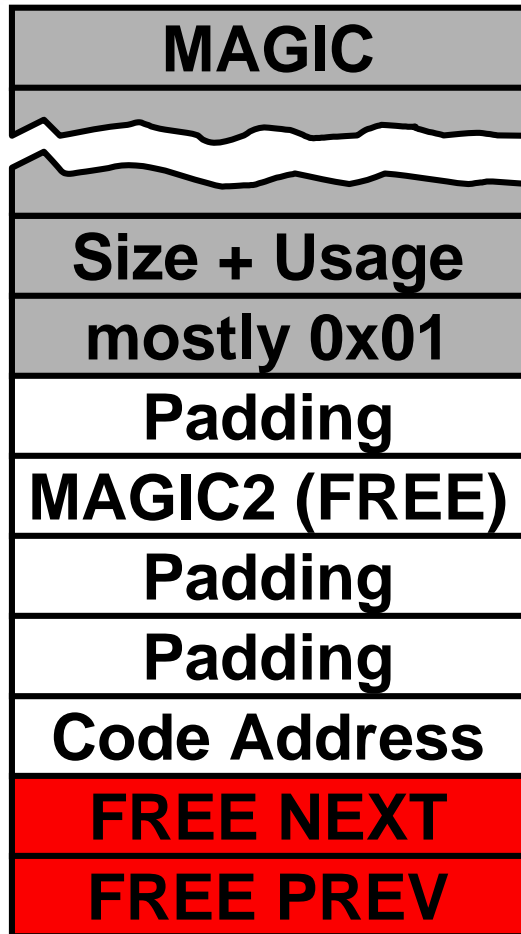 MAGIC
Size + Usage
mostly 0x01
Padding
MAGIC2 (FREE)
Padding
Padding
Code Address
FREE NEXT
FREE PREV